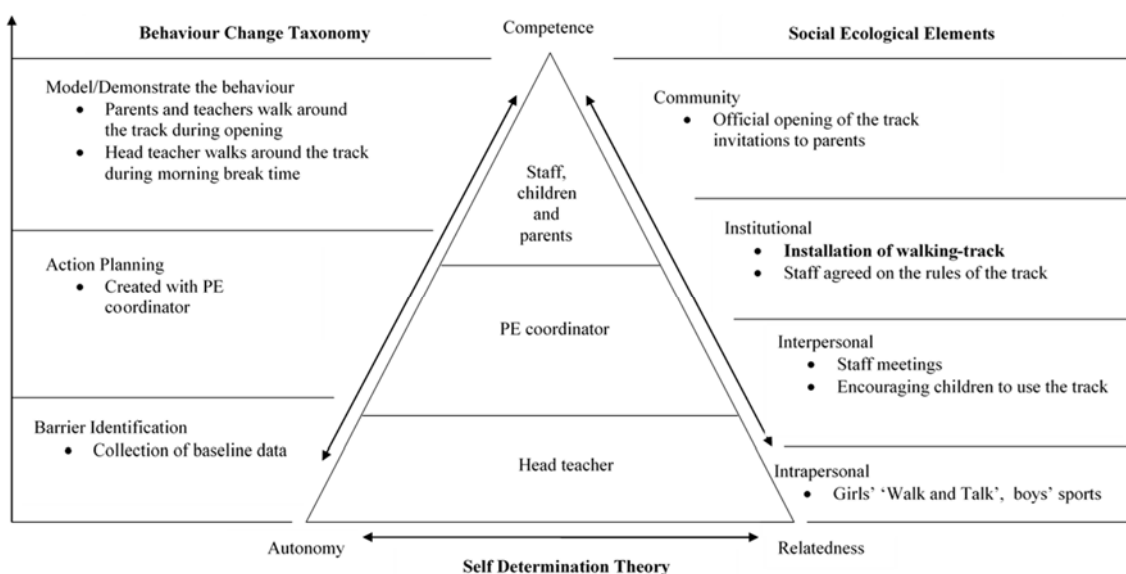 Behaviour Change Taxonomy
Competence
Social Ecological Elements
Model/Demonstrate the behaviour
• Parents and teachers walk around
the track during opening
• Head teacher walks around the track
during morning break time
Action Planning
• Created with PE
coordinator
Barrier Identification
• Collection of baseline data
Staff,
children
and
parents
PE coordinator
Head teacher
Community
• Official opening of the track
invitations to parents
Institutional
• Installation of walking-track
• Staff agreed on the rules of the track
Interpersonal
• Staff meetings
• Encouraging children to use the track
Intrapersonal
• Girls' 'Walk and Talk', boys' sports
Autonomy
Relatedness
Self Determination Theory